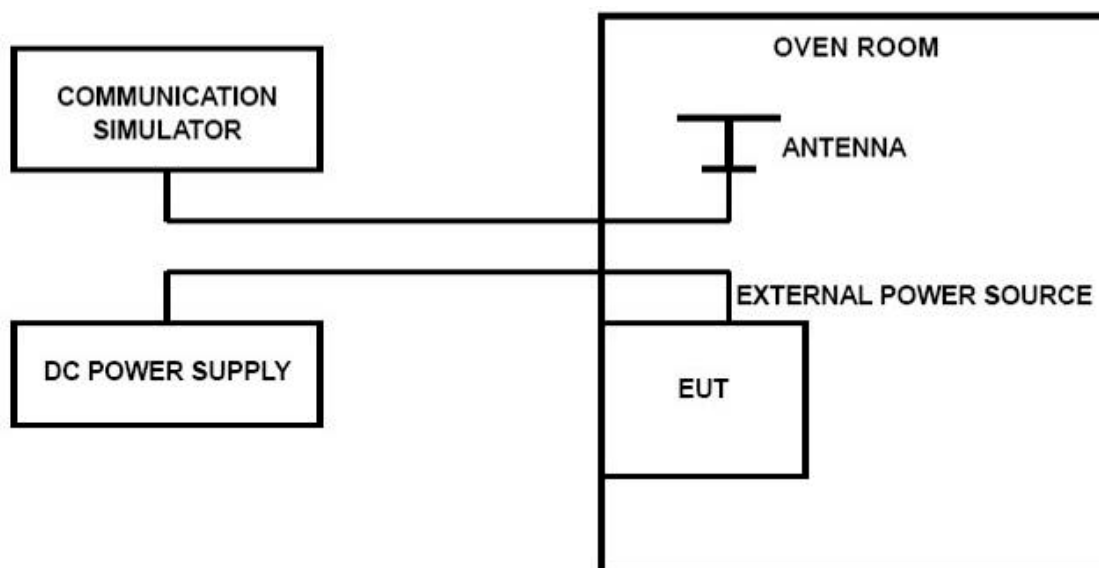 OVEN ROOM
COMMUNICATION
SIMULATOR
ANTENNA
EXTERNAL POWER SOURCE
DC POWER SUPPLY
EUT